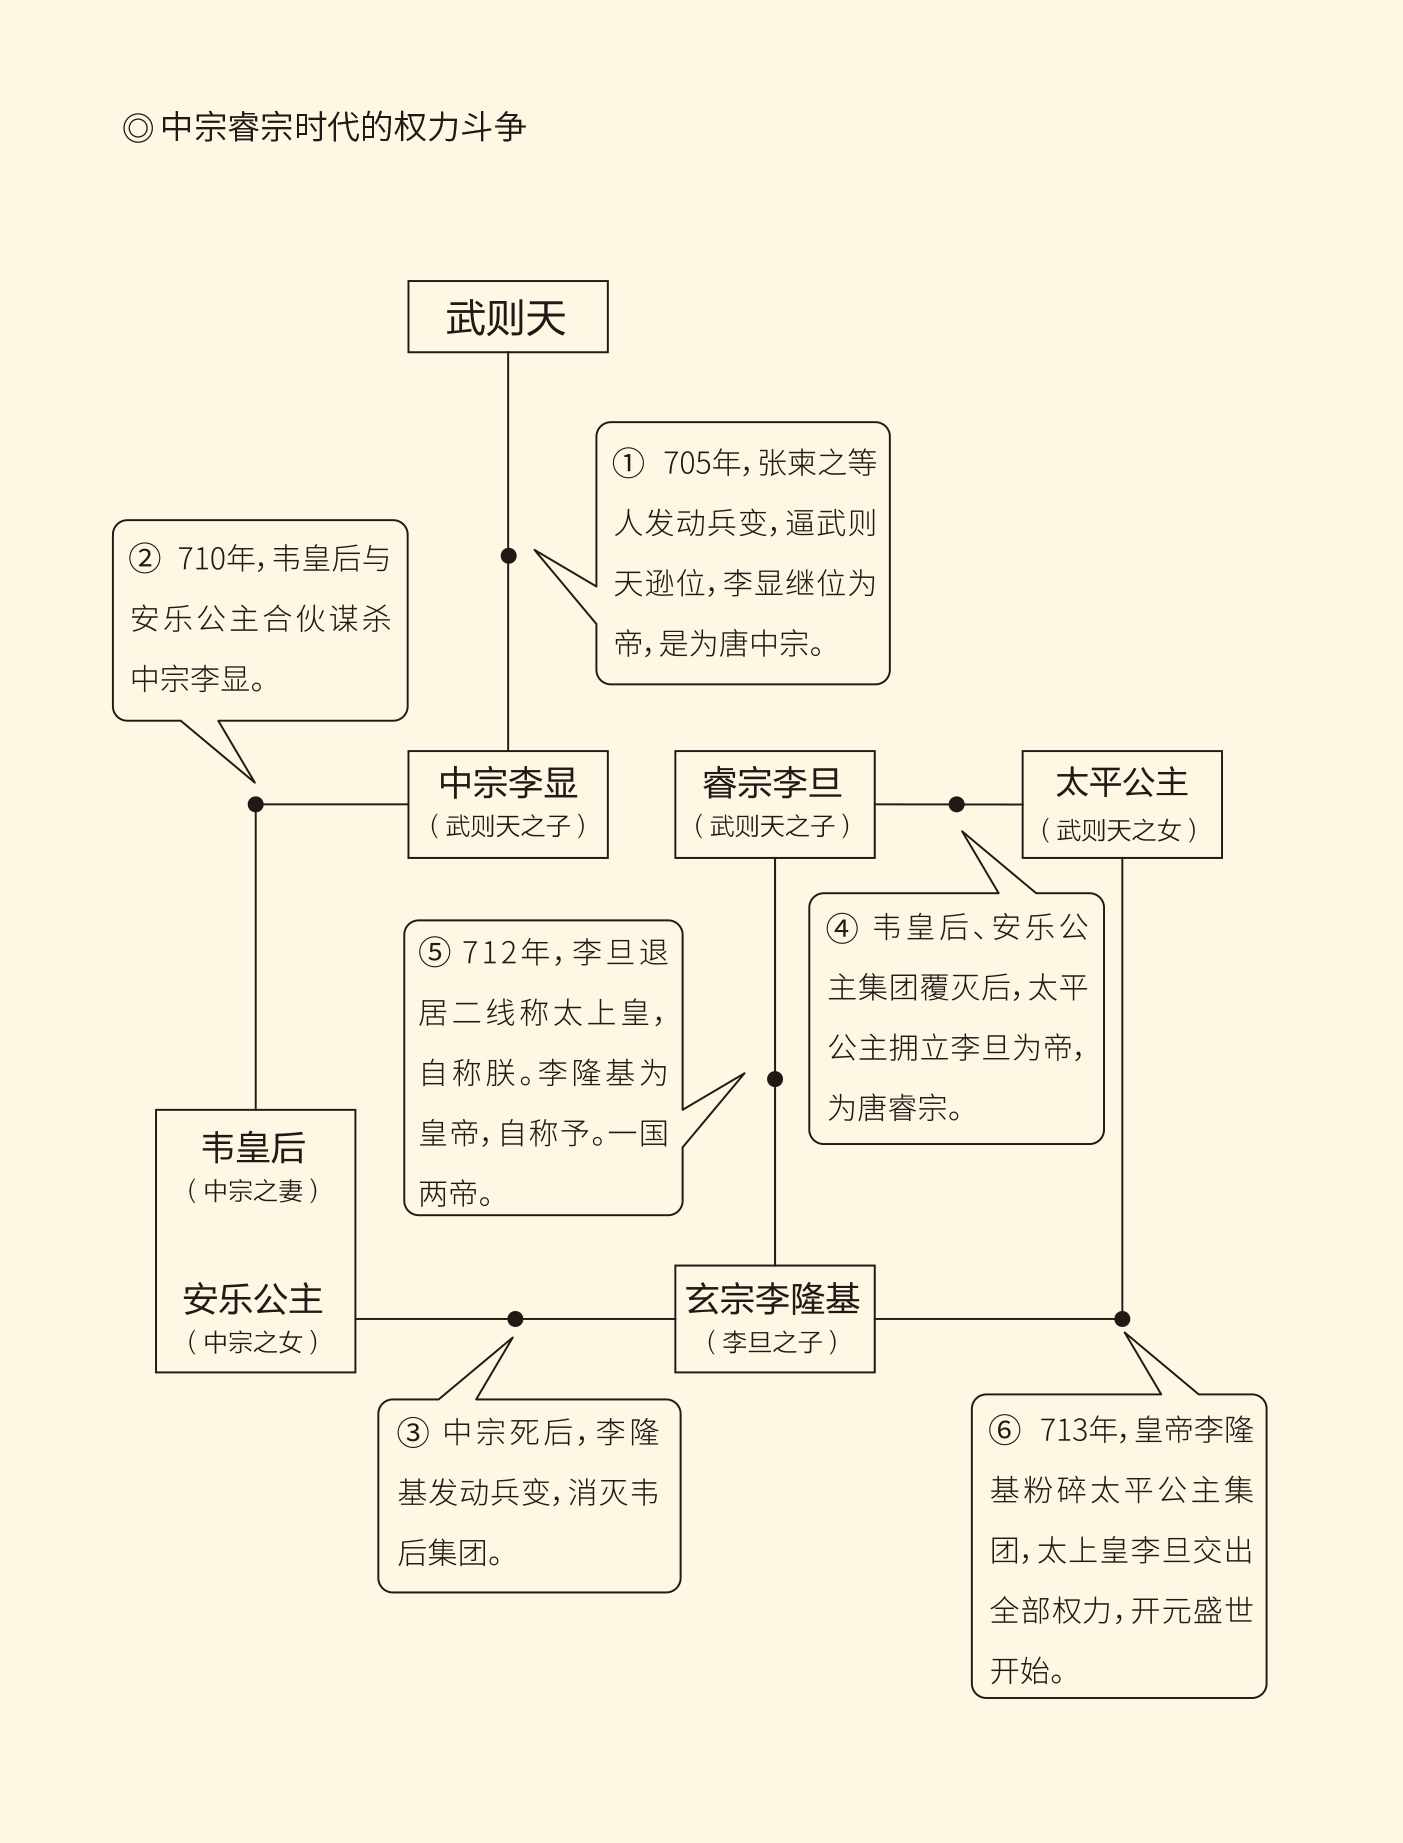 ◎ 中宗睿宗时代的权力斗争
武则天
① 705年，张柬之等
人发动兵变，逼武则
天逊位，李显继位为
帝，是为唐中宗。
② 710年，韦皇后与
安乐公主合伙谋杀
中宗李显。
中宗李显
（武则天之子）
睿宗李旦
（武则天之子）
太平公主
（武则天之女）
④ 韦皇后、安乐公
主集团覆灭后，太平
公主拥立李旦为帝，
为唐睿宗。
⑤ 712年，李旦退
居二线称太上皇，
自称朕。李隆基为
皇帝，自称予。一国
两帝。
韦皇后
（中宗之妻）
安乐公主
（中宗之女）
玄宗李隆基
（李旦之子）
③ 中宗死后，李隆
基发动兵变，消灭韦
后集团。
⑥ 713年，皇帝李隆
基粉碎太平公主集
团，太上皇李旦交出
全部权力，开元盛世
开始。